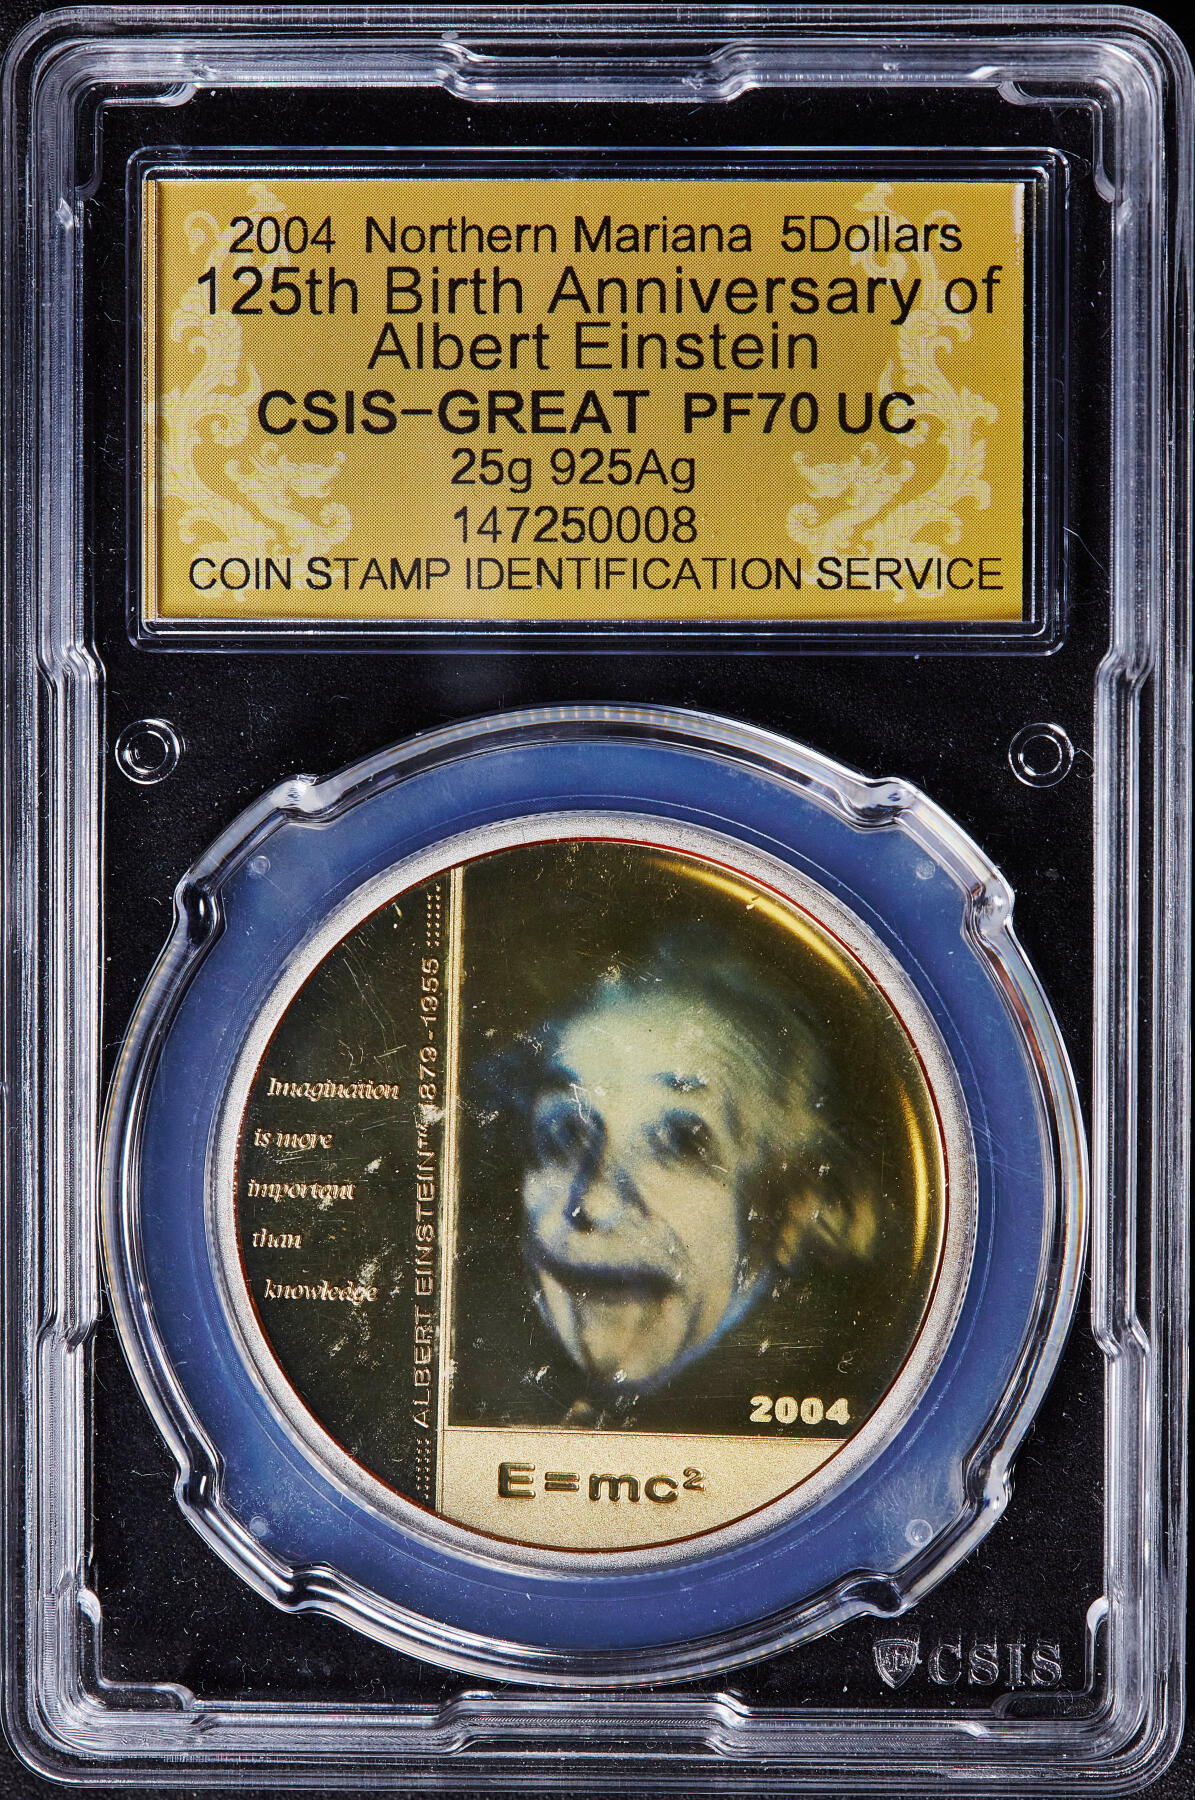 2004 Northern Mariana 5Dollars
125th Birth Anniversary of
Albert Einstein
CSIS-GREAT PF70 UC
25g 925Ag
147250008
COIN STAMP IDENTIFICATION SERVICE
Imagination
is more
important
than
knowledge
:::::: ALBERT EINSTEIN™ 1879-1955 ::::::
2004
E=mc²
CSIS